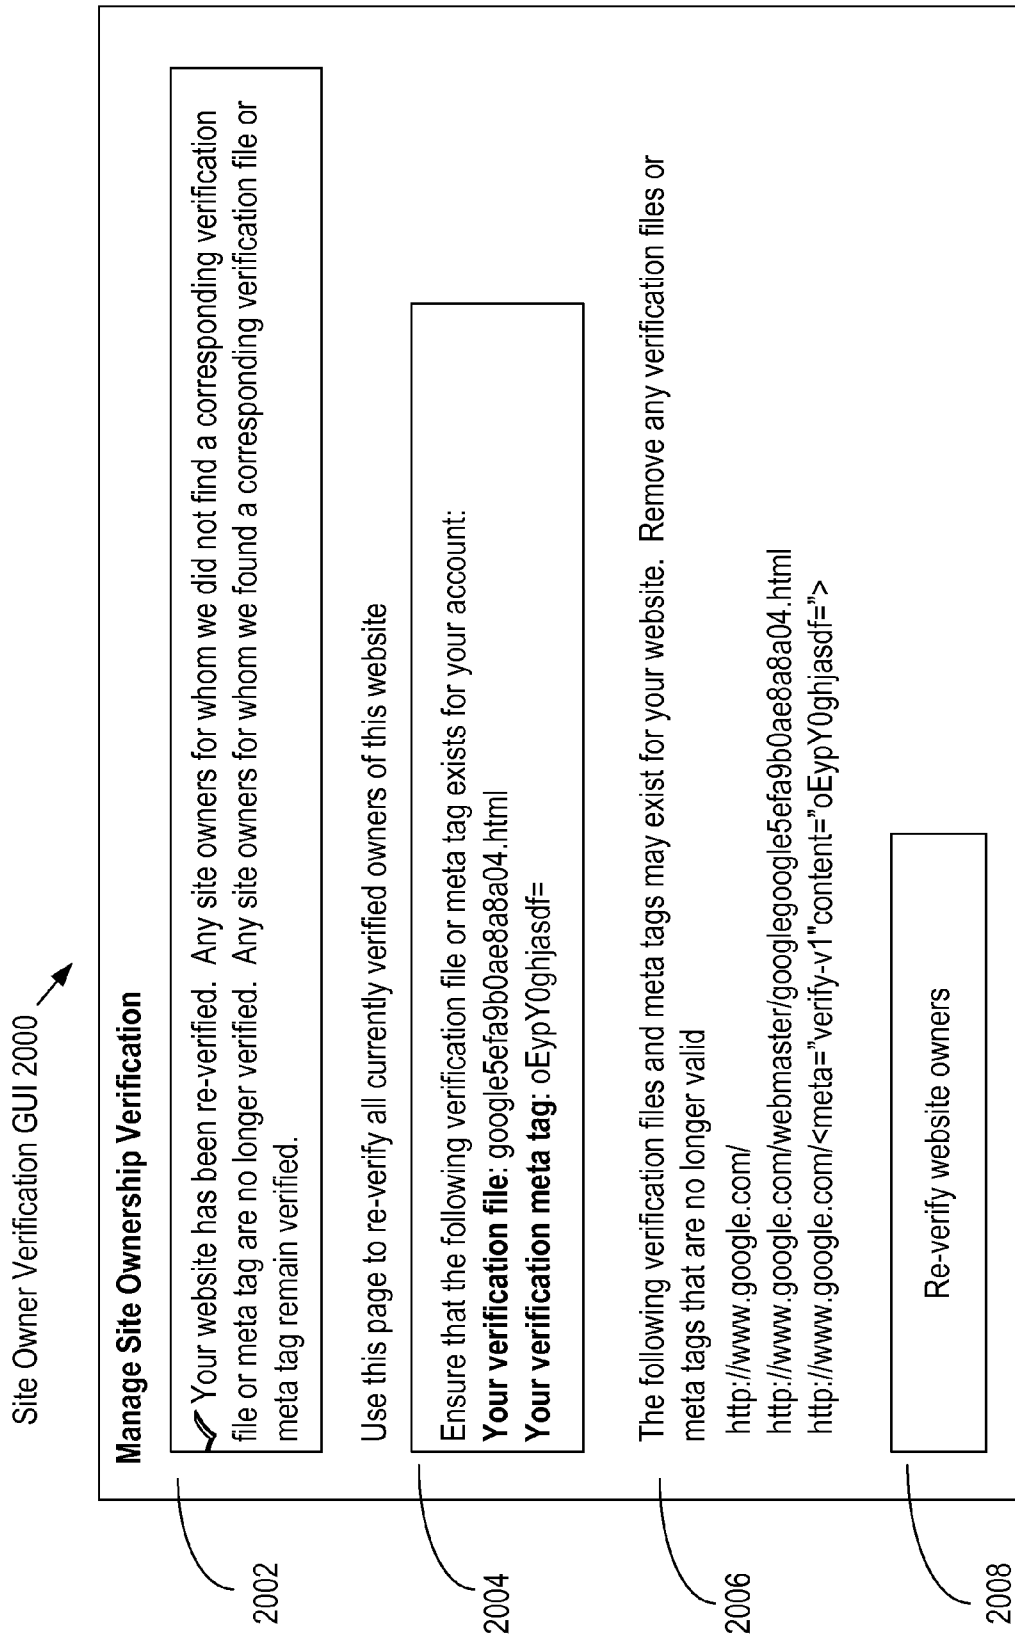 Site Owner Verification GUI 2000
Manage Site Ownership Verification
Your website has been re-verified. Any site owners for whom we did not find a corresponding verification
file or meta tag are no longer verified. Any site owners for whom we found a corresponding verification file or
meta tag remain verified.
2002
Use this page to re-verify all currently verified owners of this website
Ensure that the following verification file or meta tag exists for your account:
Your verification file: google5efa9b0ae8a8a04.html
Your verification meta tag: oEypY0ghjasdf=
2004
The following verification files and meta tags may exist for your website. Remove any verification files or
meta tags that are no longer valid
http://www.google.com/
http://www.google.com/webmaster/googlegoogle5efa9b0ae8a8a04.html
http://www.google.com/<meta=”verify-v1"content=”oEypY0ghjasdf=”>
2006
Re-verify website owners
2008